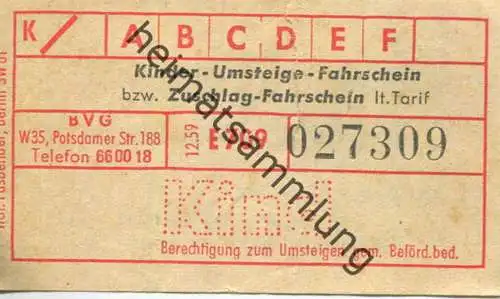 K/ A B C D E F
Kinder-Umsteige-Fahrschein
bzw. Zuschlag-Fahrschein lt. Tarif
BVG
W35, Potsdamer Str. 188
Telefon 66 00 18
12.59
027309
Kind
Berechtigung zum Umsteigen gem. Beförd.bed.
heimatsammlung